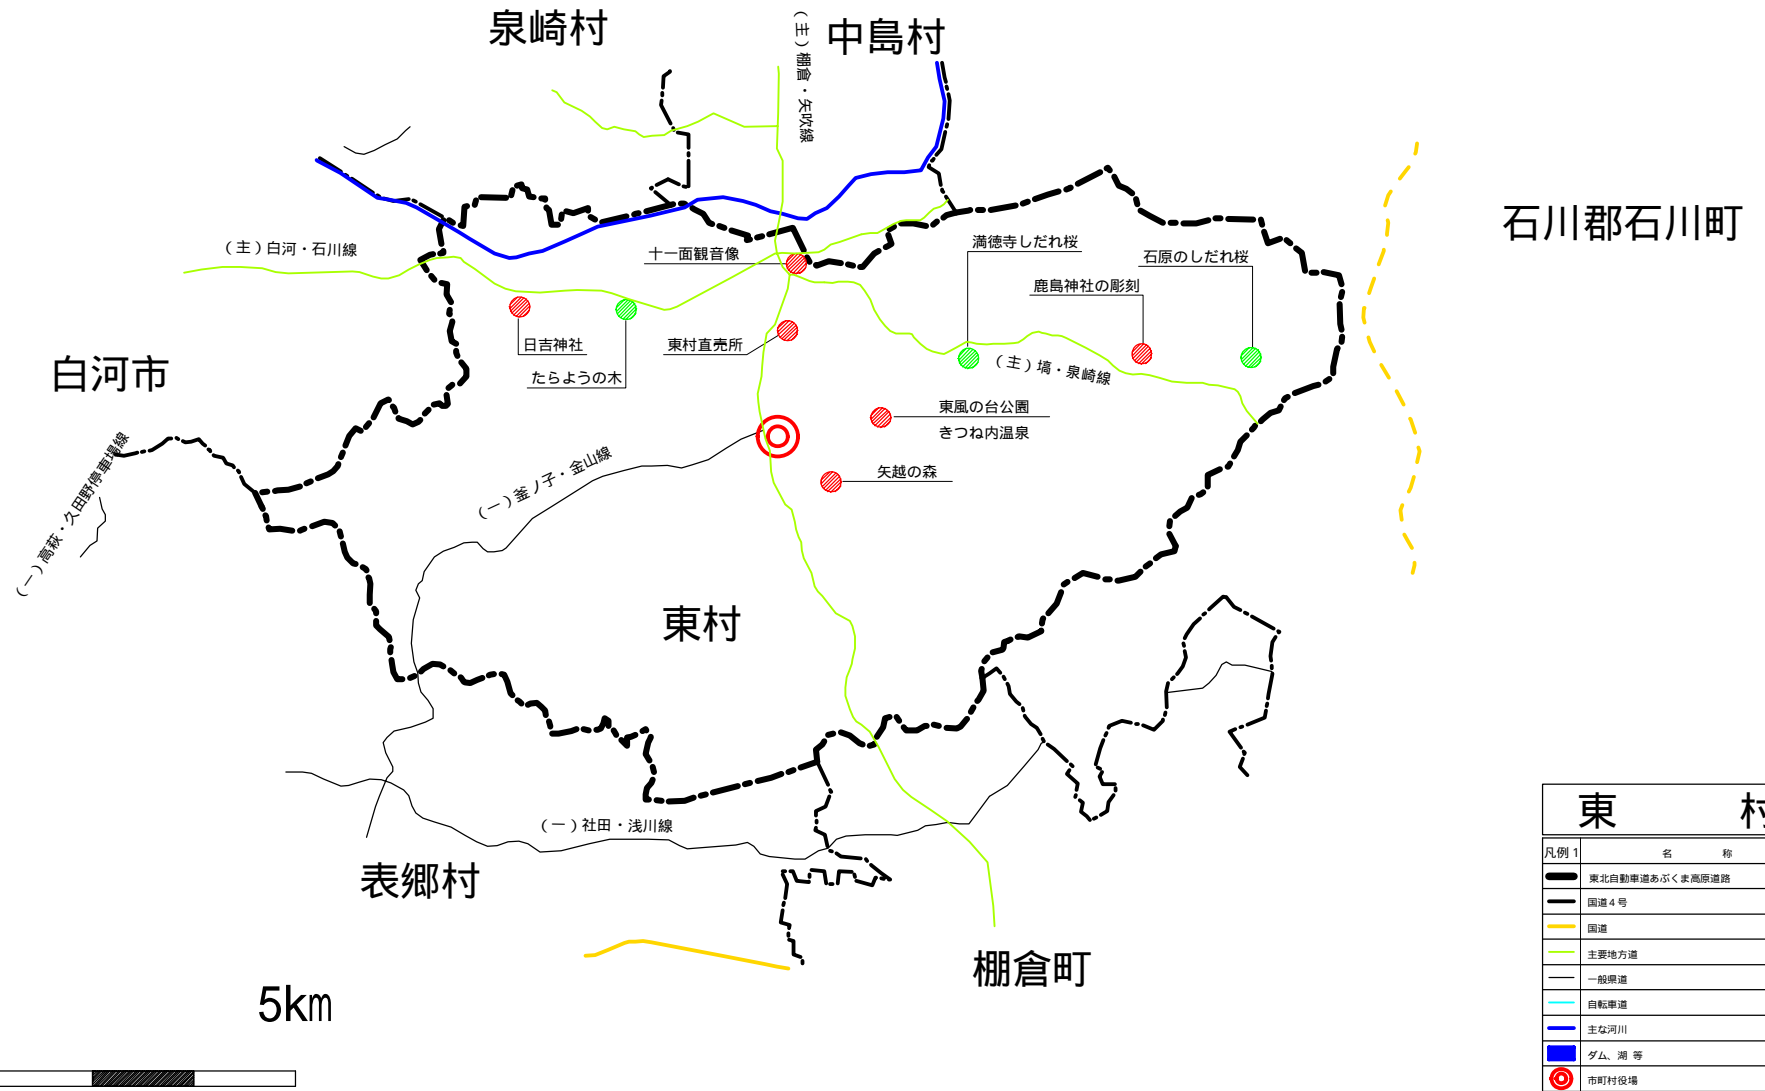 泉崎村
中島村
(主)棚倉・矢吹線
石川郡石川町
(主)白河・石川線
十一面観音像
満徳寺しだれ桜
石原のしだれ桜
鹿島神社の彫刻
日吉神社
東村直売所
たらようの木
(主)塙・泉崎線
白河市
東風の台公園
きつね内温泉
(一)高萩・久田野停車場線
(一)釜ノ子・金山線
矢越の森
東村
(一)社田・浅川線
表郷村
棚倉町
5km
東 村
凡例1 名 称
東北自動車道あぶくま高原道路
国道4号
国道
主要地方道
一般県道
自転車道
主な河川
ダム、湖 等
市町村役場